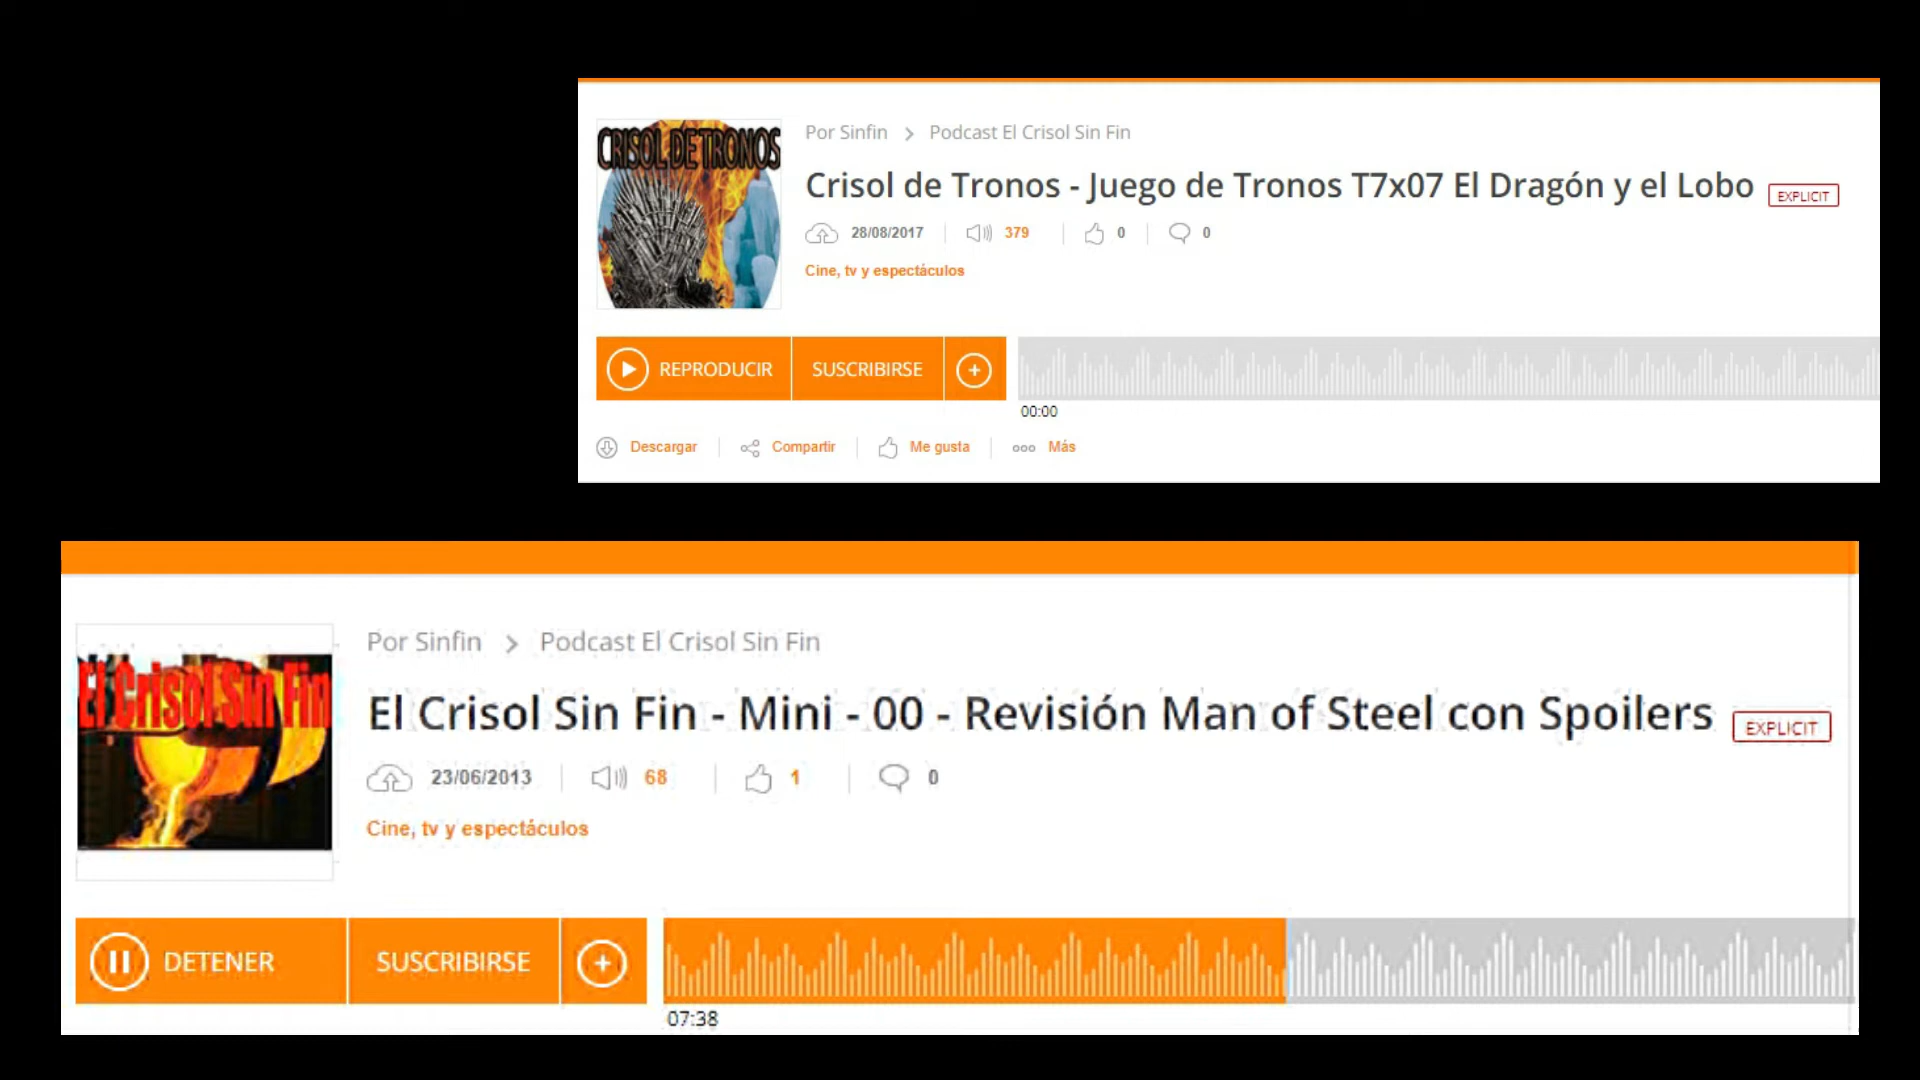 CRISOL DE TRONOS
Por Sinfin > Podcast El Crisol Sin Fin
Crisol de Tronos - Juego de Tronos T7x07 El Dragón y el Lobo EXPLICIT
28/08/2017 379 0 0
Cine, tv y espectáculos
REPRODUCIR SUSCRIBIRSE +
00:00
Descargar Compartir Me gusta ooo Más
El Crisol Sin Fin
Por Sinfin > Podcast El Crisol Sin Fin
El Crisol Sin Fin - Mini - 00 - Revisión Man of Steel con Spoilers EXPLICIT
23/06/2013 68 1 0
Cine, tv y espectáculos
DETENER SUSCRIBIRSE +
07:38